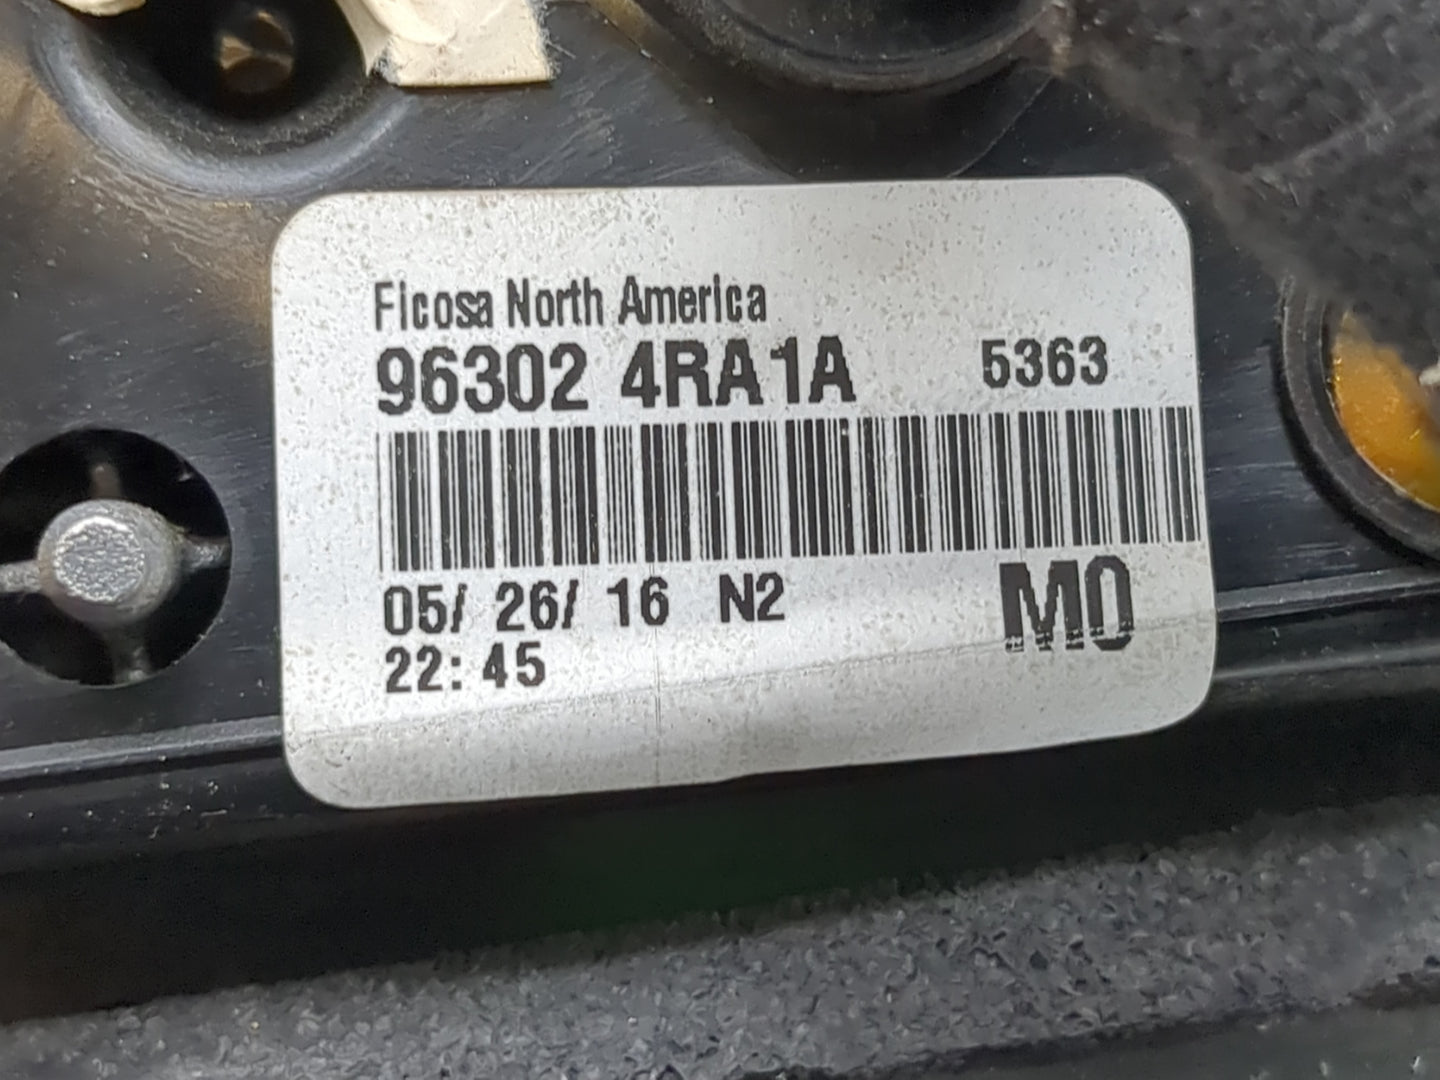 Ficosa North America
96302 4RA1A 5363
05/ 26/ 16 N2 M0
22: 45